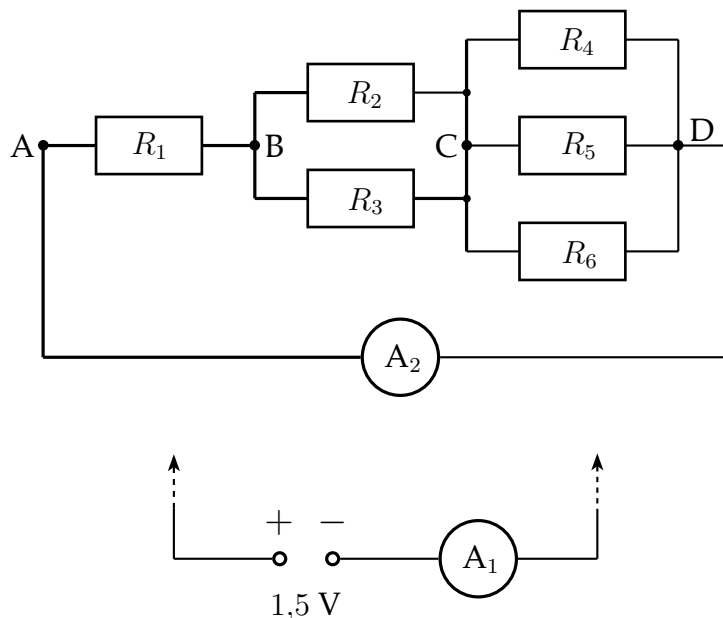 R₄
R₂
A R₁ B C R₅ D
R₃
R₆
A₂
+ −
A₁
1,5 V